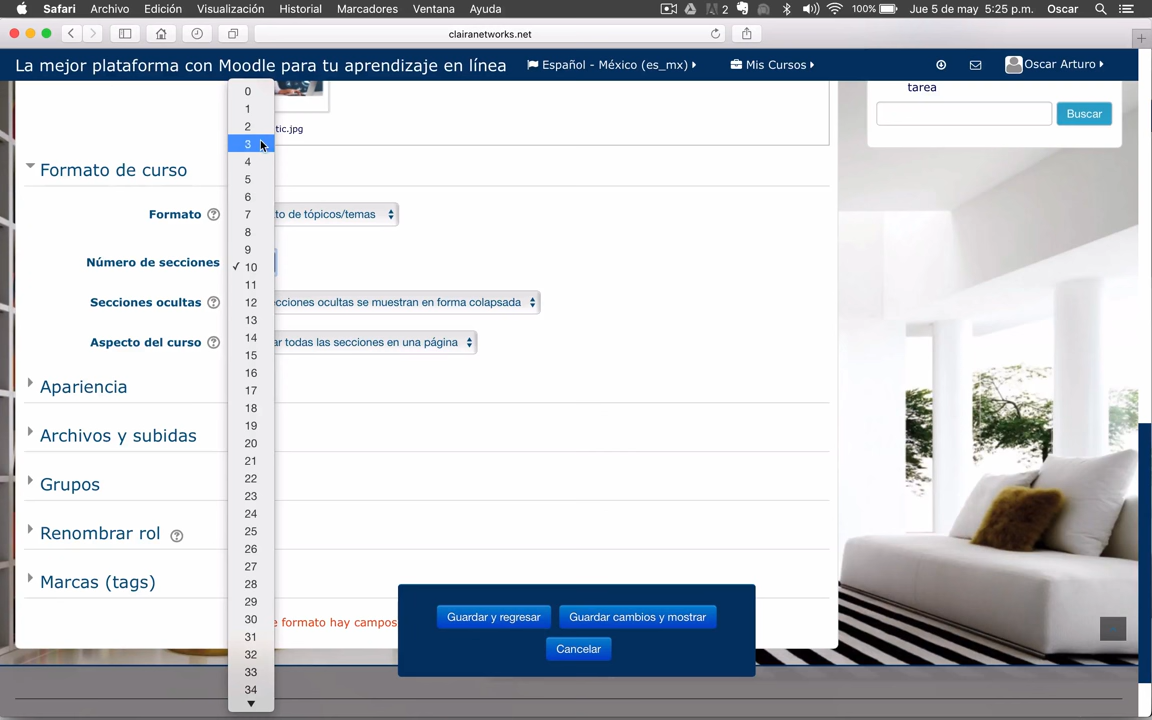 Safari Archivo Edición Visualización Historial Marcadores Ventana Ayuda 2 100% Jue 5 de may 5:25 p.m. Oscar
clairanetworks.net
La mejor plataforma con Moodle para tu aprendizaje en línea Español - México (es_mx) Mis Cursos Oscar Arturo
tarea
Buscar
tic.jpg
Formato de curso
Formato to de tópicos/temas
Número de secciones
Secciones ocultas ecciones ocultas se muestran en forma colapsada
Aspecto del curso ar todas las secciones en una página
Apariencia
Archivos y subidas
Grupos
Renombrar rol
Marcas (tags)
e formato hay campos
0
1
2
3
4
5
6
7
8
9
✓ 10
11
12
13
14
15
16
17
18
19
20
21
22
23
24
25
26
27
28
29
30
31
32
33
34
Guardar y regresar Guardar cambios y mostrar
Cancelar